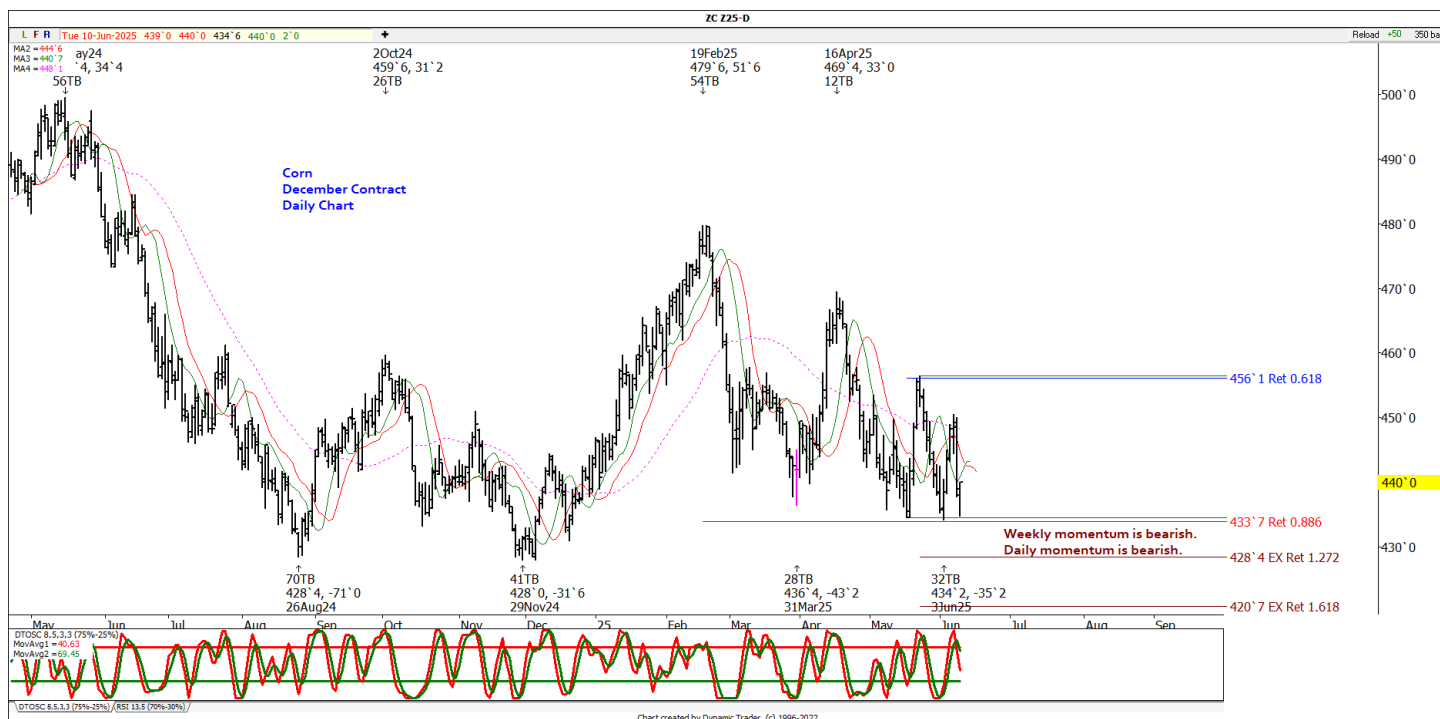 ZC Z25-D
L F R Tue 10-Jun-2025 439`0 440`0 434`6 440`0 2`0
Reload +50 350 ba
MA2 =444`6
MA3 =440`7
MA4 =448`1
ay24
`4, 34`4
56TB
2Oct24
459`6, 31`2
26TB
19Feb25
479`6, 51`6
54TB
16Apr25
469`4, 33`0
12TB
Corn
December Contract
Daily Chart
500`0
490`0
480`0
470`0
460`0
450`0
440`0
430`0
456`1 Ret 0.618
433`7 Ret 0.886
Weekly momentum is bearish.
Daily momentum is bearish.
428`4 EX Ret 1.272
420`7 EX Ret 1.618
70TB
428`4, -71`0
26Aug24
41TB
428`0, -31`6
29Nov24
28TB
436`4, -43`2
31Mar25
32TB
434`2, -35`2
3Jun25
May Jun Jul Aug Sep Oct Nov Dec 25 Feb Mar Apr May Jun Jul Aug Sep
DTOSC 8,5,3,3 (75%-25%)
MovAvg1 =40.63
MovAvg2 =69.45
DTOSC 8,5,3,3 (75%-25%) RSI 13,5 (70%-30%)
Chart created by Dynamic Trader (c) 1996-2022